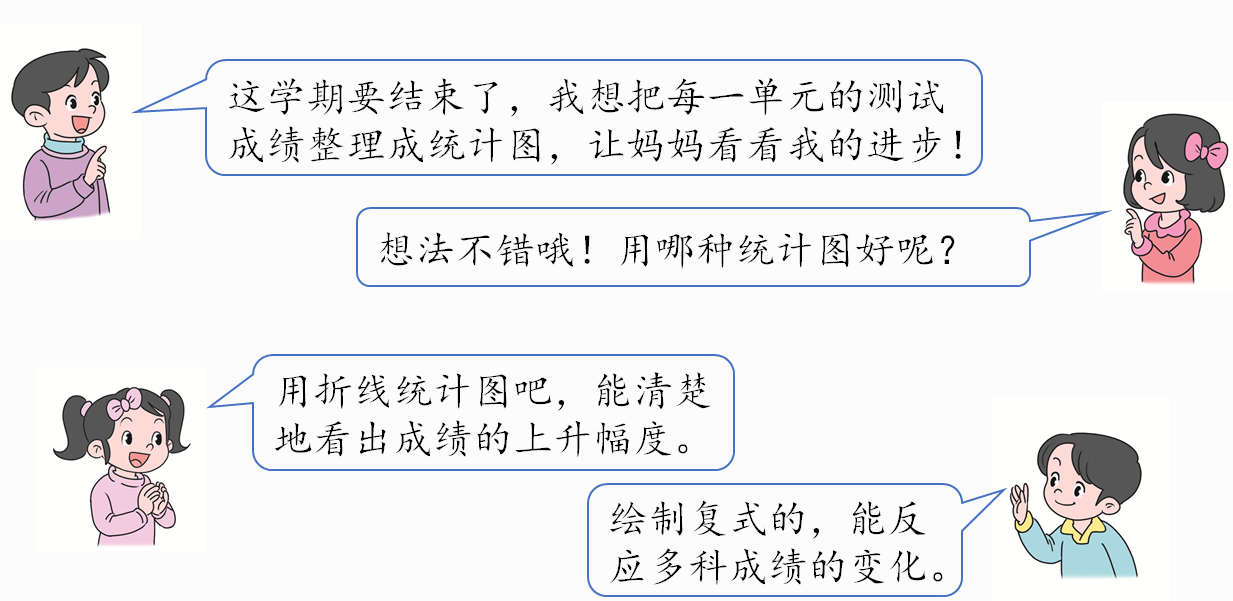 这学期要结束了，我想把每一单元的测试
成绩整理成统计图，让妈妈看看我的进步！
想法不错哦！用哪种统计图好呢？
用折线统计图吧，能清楚
地看出成绩的上升幅度。
绘制复式的，能反
应多科成绩的变化。